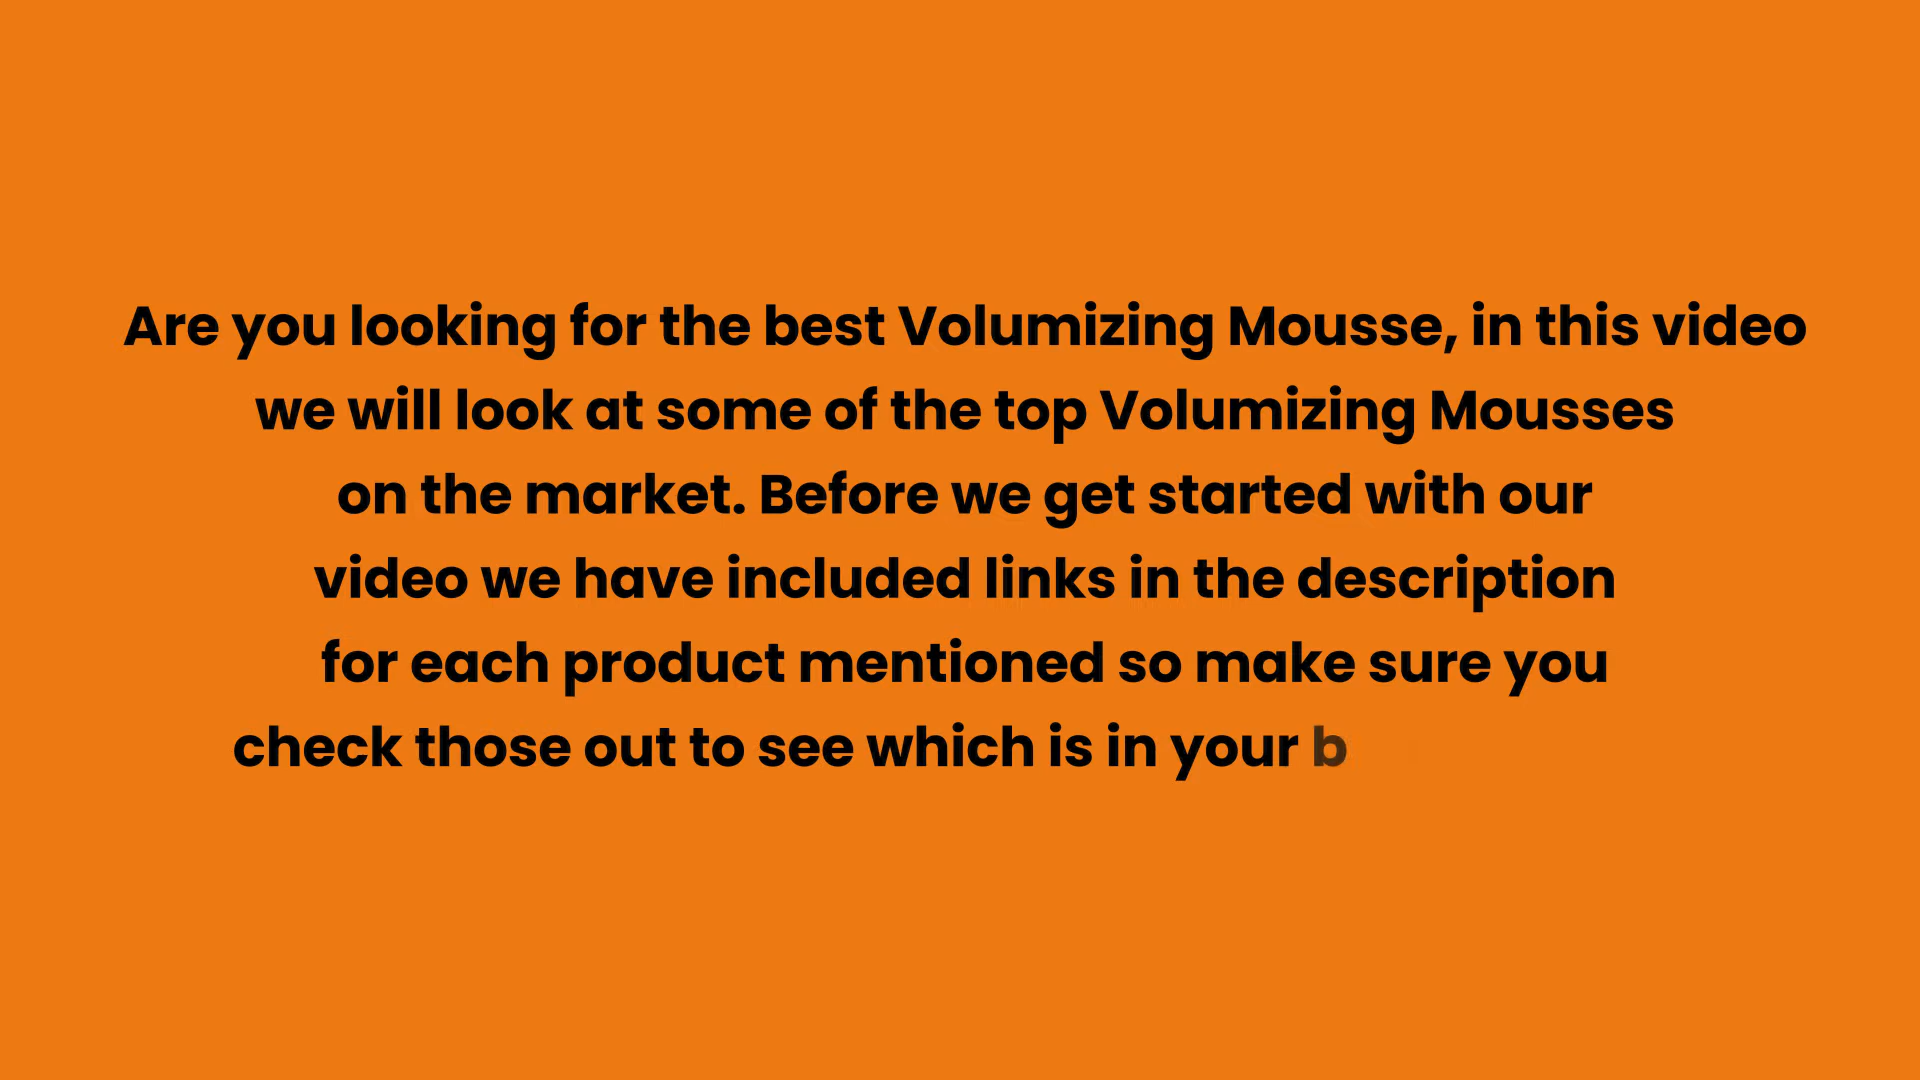 Are you looking for the best Volumizing Mousse, in this video
we will look at some of the top Volumizing Mousses
on the market. Before we get started with our
video we have included links in the description
for each product mentioned so make sure you
check those out to see which is in your b